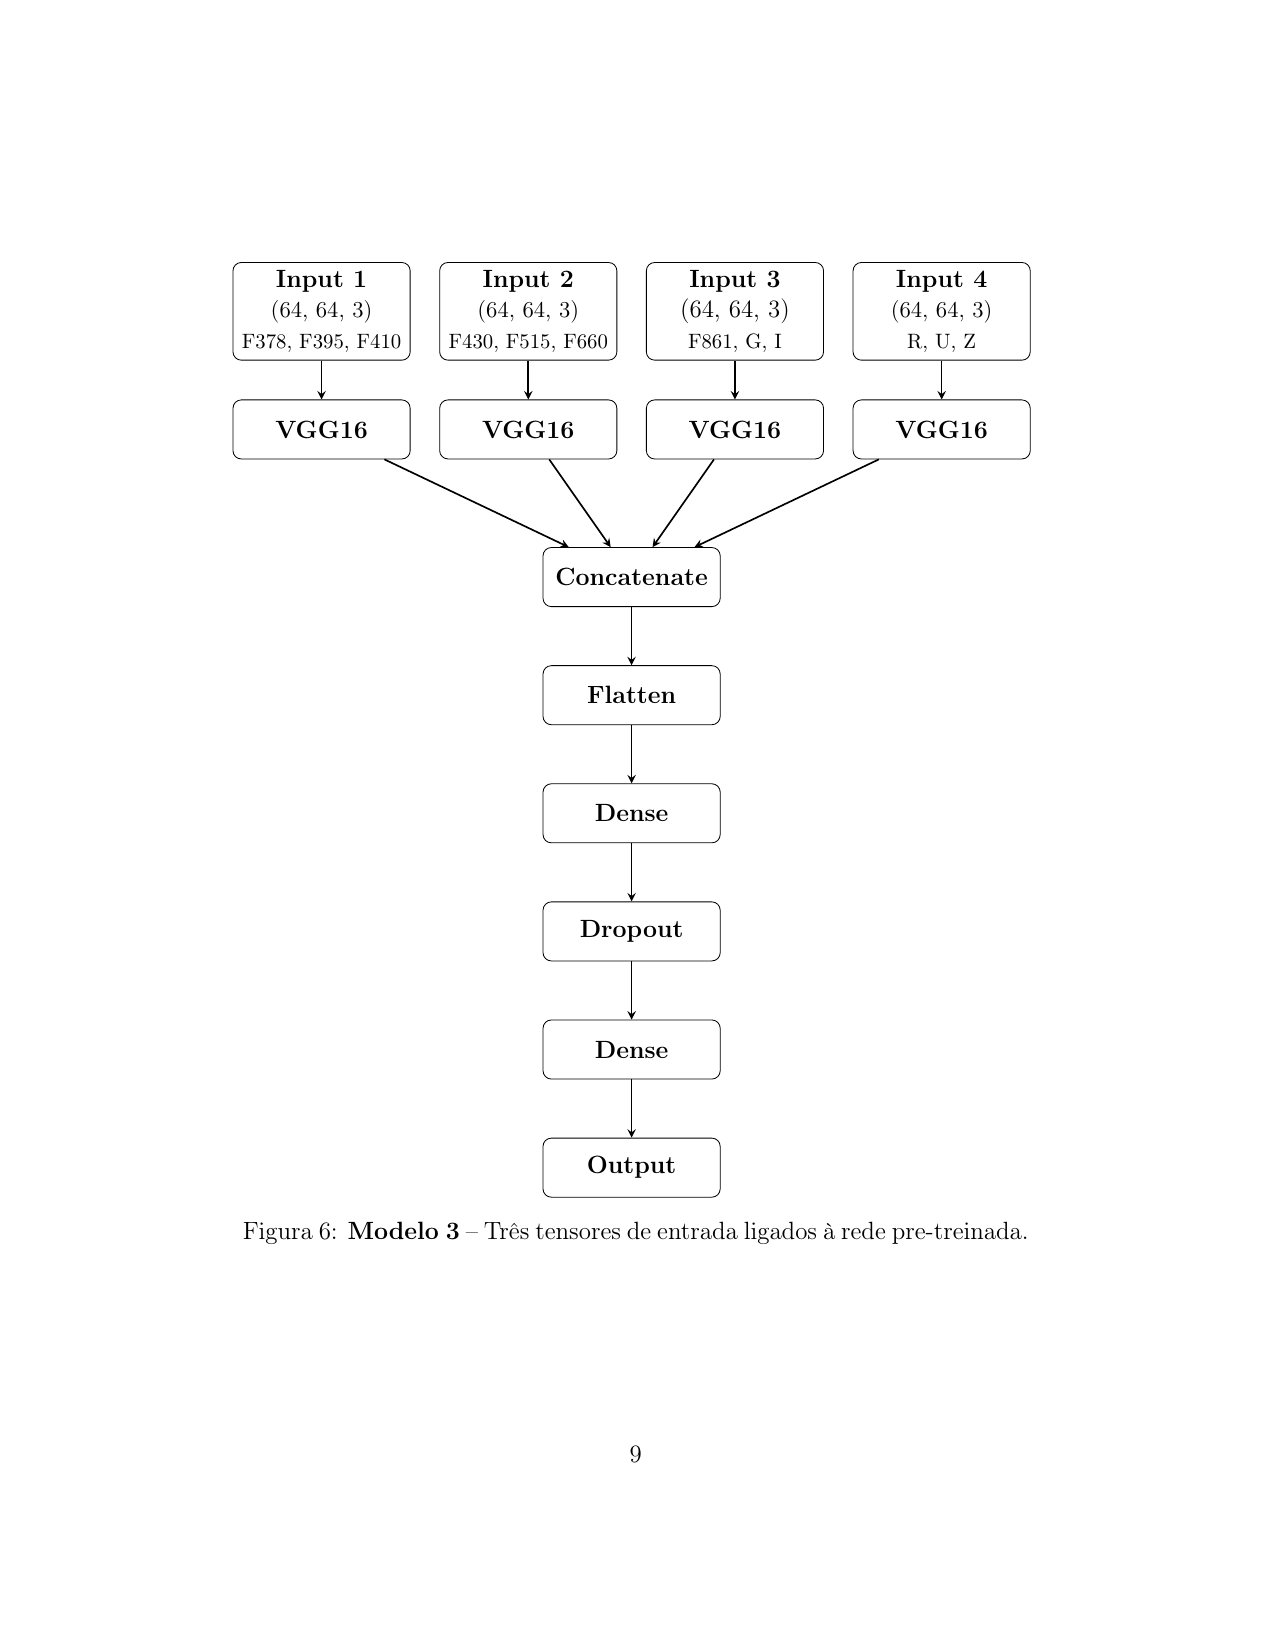 Input 1
(64, 64, 3)
F378, F395, F410
Input 2
(64, 64, 3)
F430, F515, F660
Input 3
(64, 64, 3)
F861, G, I
Input 4
(64, 64, 3)
R, U, Z
VGG16
VGG16
VGG16
VGG16
Concatenate
Flatten
Dense
Dropout
Dense
Output
Figura 6: Modelo 3 – Três tensores de entrada ligados à rede pre-treinada.
9